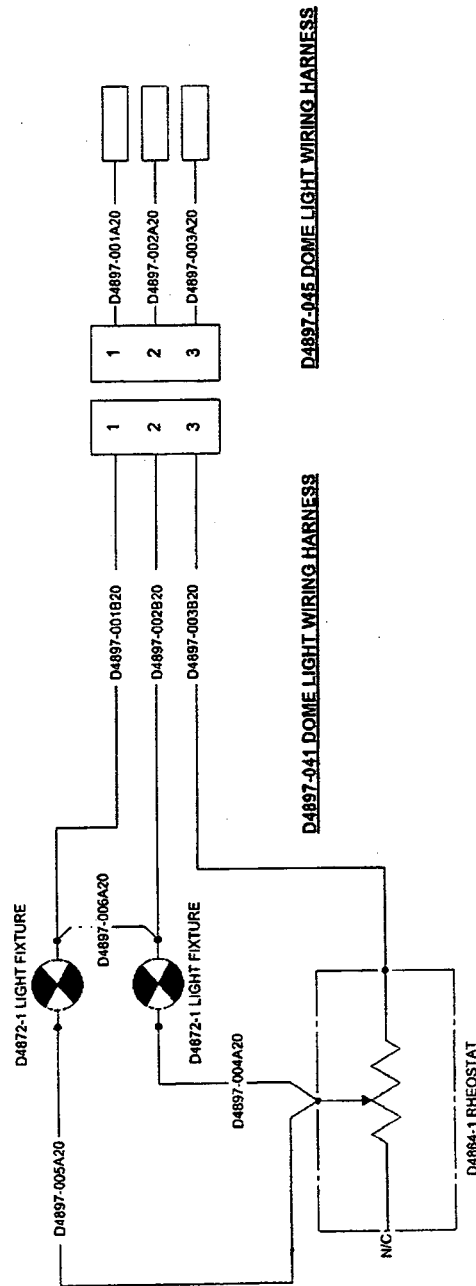 D4872-1 LIGHT FIXTURE
D4897-005A20
D4897-006A20
D4872-1 LIGHT FIXTURE
D4897-004A20
N/C
D4864-1 RHEOSTAT
D4897-001B20
D4897-002B20
D4897-003B20
1
2
3
1
2
3
D4897-001A20
D4897-002A20
D4897-003A20
D4897-041 DOME LIGHT WIRING HARNESS
D4897-045 DOME LIGHT WIRING HARNESS